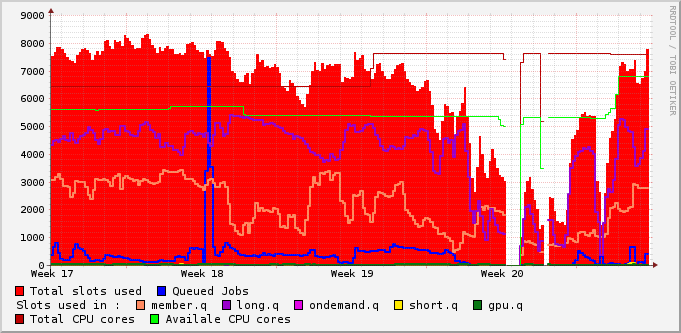 9000
8000
7000
6000
5000
4000
3000
2000
1000
0
Week 17 Week 18 Week 19 Week 20
Total slots used Queued Jobs
Slots used in : member.q long.q ondemand.q short.q gpu.q
Total CPU cores Availale CPU cores
RRDTOOL / TOBI OETIKER